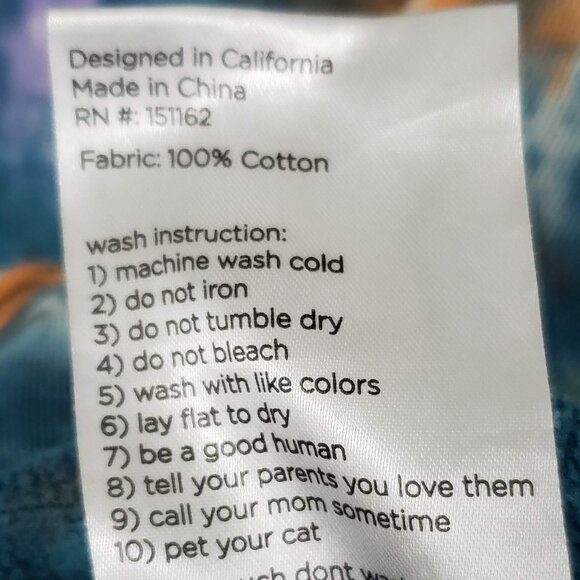 Designed in California
Made in China
RN #: 151162
Fabric: 100% Cotton
wash instruction:
1) machine wash cold
2) do not iron
3) do not tumble dry
4) do not bleach
5) wash with like colors
6) lay flat to dry
7) be a good human
8) tell your parents you love them
9) call your mom sometime
10) pet your cat
dont